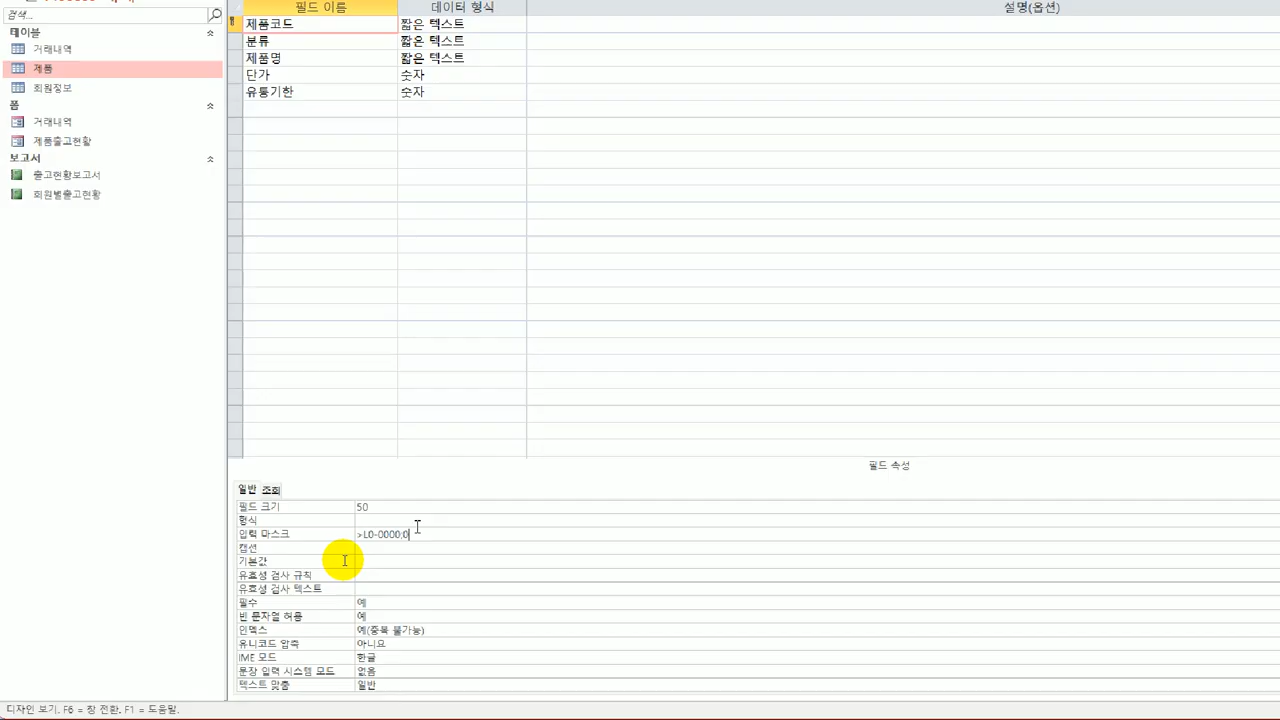 검색...
테이블
거래내역
제품
회원정보
폼
거래내역
제품출고현황
보고서
출고현황보고서
회원별출고현황
필드 이름 데이터 형식 설명(옵션)
제품코드 짧은 텍스트
분류 짧은 텍스트
제품명 짧은 텍스트
단가 숫자
유통기한 숫자
필드 속성
일반 조회
필드 크기 50
형식
입력 마스크 >L0-0000;0
캡션
기본값
유효성 검사 규칙
유효성 검사 텍스트
필수 예
빈 문자열 허용 예
인덱스 예(중복 불가능)
유니코드 압축 아니요
IME 모드 한글
문장 입력 시스템 모드 없음
텍스트 맞춤 일반
디자인 보기. F6 = 창 전환. F1 = 도움말.